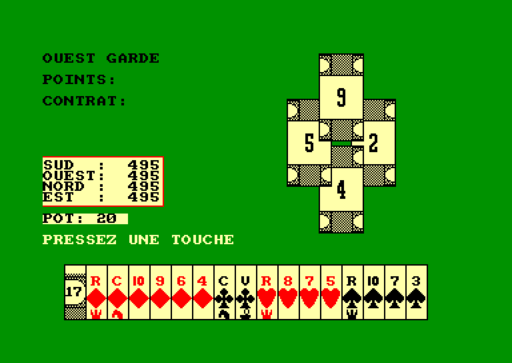 OUEST GARDE
POINTS:
CONTRAT:
9
5 2
4
SUD : 495
OUEST: 495
NORD : 495
EST : 495
POT: 20
PRESSEZ UNE TOUCHE
17 R C 10 9 6 4 C V R 8 7 5 R 10 7 3